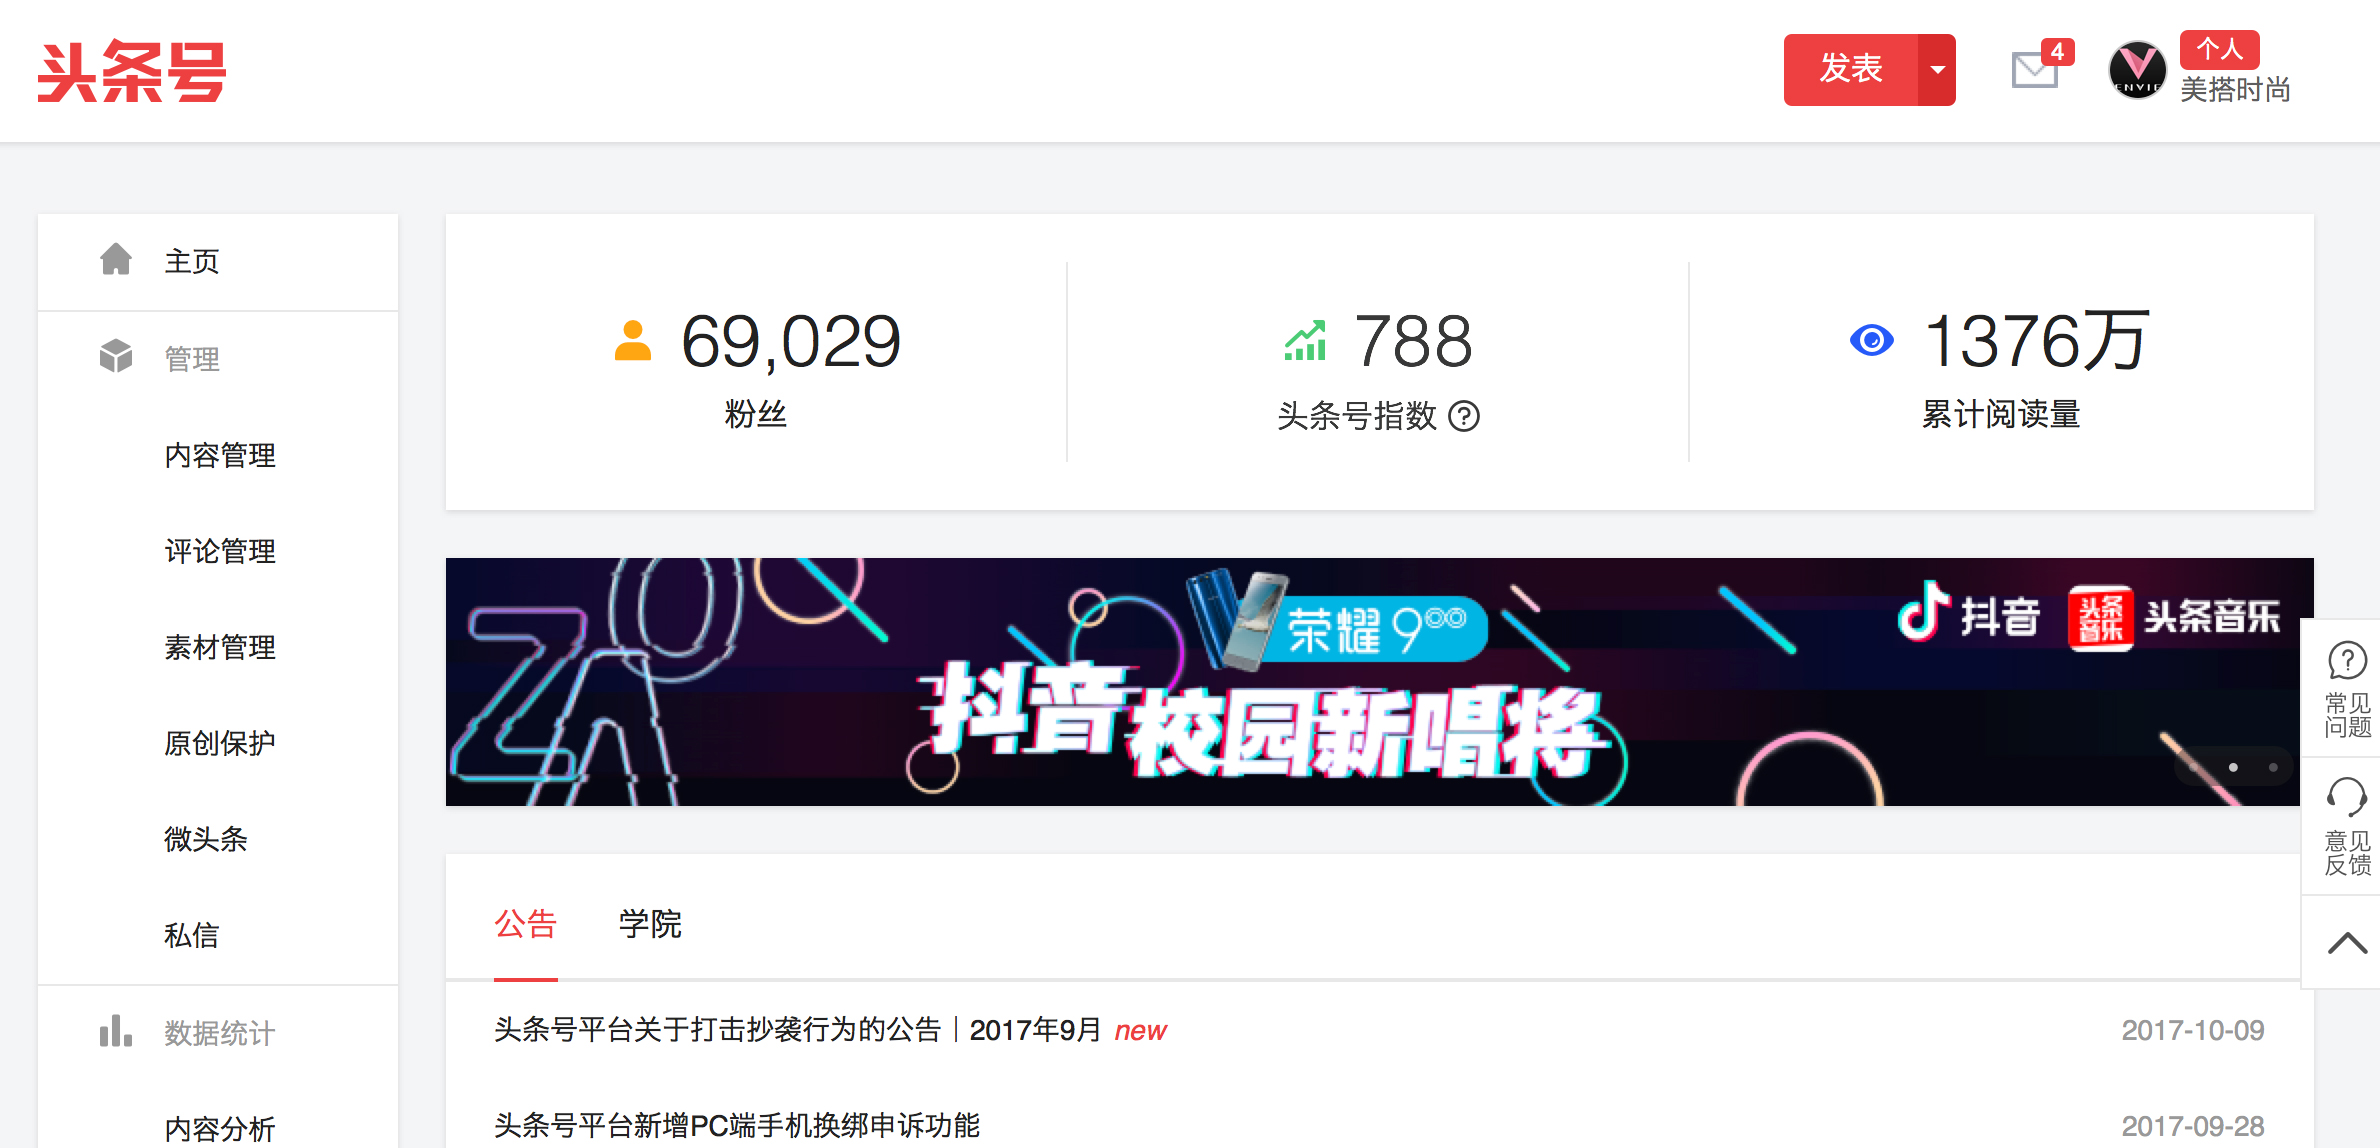 头条号
发表
4
ENVIE
个人
美搭时尚
主页
管理
内容管理
评论管理
素材管理
原创保护
微头条
私信
数据统计
内容分析
69,029
粉丝
788
头条号指数 ?
1376万
累计阅读量
荣耀 9
抖音校园新唱将
抖音
头条音乐
头条音乐
常见
问题
意见
反馈
公告
学院
头条号平台关于打击抄袭行为的公告 | 2017年9月 new
2017-10-09
头条号平台新增PC端手机换绑申诉功能
2017-09-28